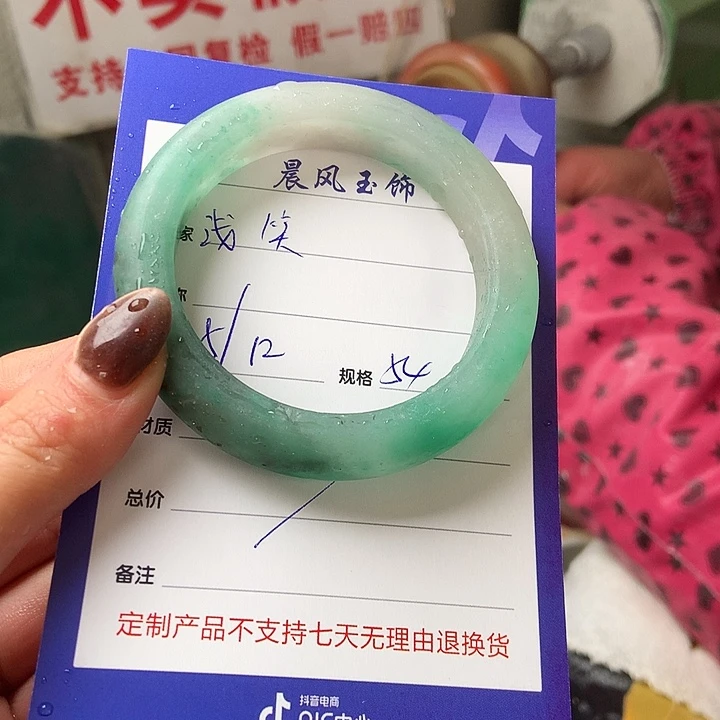 支持 复检 假一赔
晨风玉饰
家 浅笑
5/12 规格 54
材质
总价
备注
定制产品不支持七天无理由退换货
抖音电商
QIC